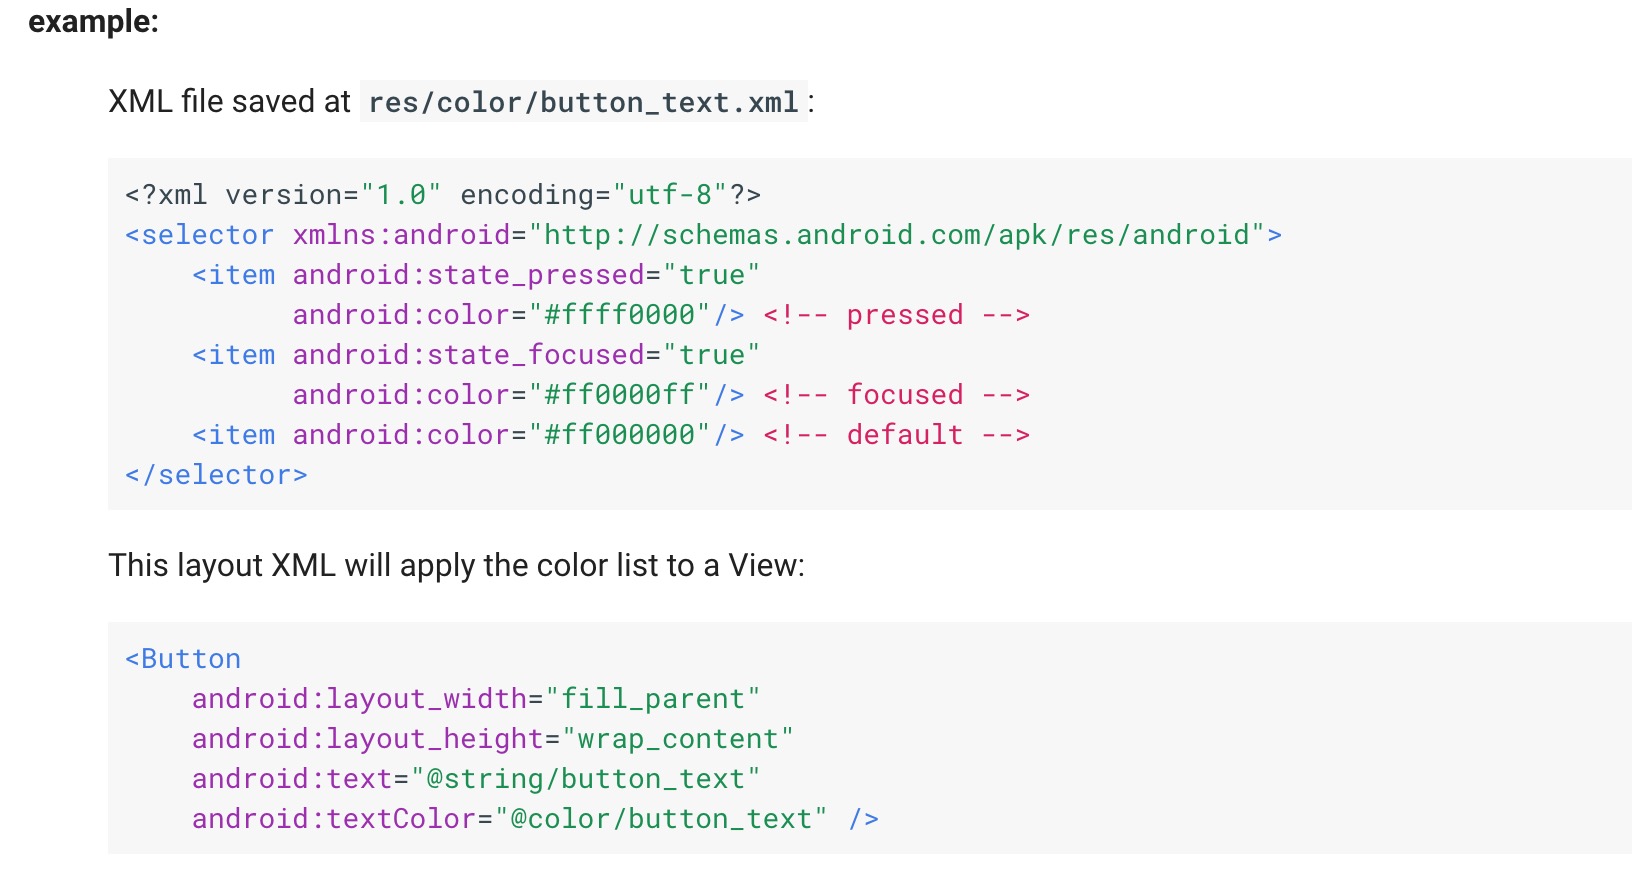 example:
XML file saved at res/color/button_text.xml:
<?xml version="1.0" encoding="utf-8"?>
<selector xmlns:android="http://schemas.android.com/apk/res/android">
    <item android:state_pressed="true"
          android:color="#ffff0000"/> <!-- pressed -->
    <item android:state_focused="true"
          android:color="#ff0000ff"/> <!-- focused -->
    <item android:color="#ff000000"/> <!-- default -->
</selector>
This layout XML will apply the color list to a View:
<Button
    android:layout_width="fill_parent"
    android:layout_height="wrap_content"
    android:text="@string/button_text"
    android:textColor="@color/button_text" />